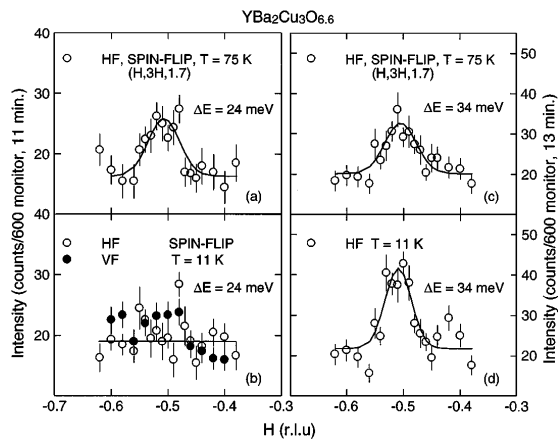 YBa2Cu3O6.6
HF, SPIN-FLIP, T = 75 K
(H,3H,1.7)
ΔE = 24 meV
(a)
40
30
20
Intensity (counts/600 monitor, 11 min.)
HF, SPIN-FLIP, T = 75 K
(H,3H,1.7)
ΔE = 34 meV
(c)
50
40
30
20
Intensity (counts/600 monitor, 13 min.)
HF SPIN-FLIP
VF T = 11 K
ΔE = 24 meV
(b)
40
30
20
10
-0.7 -0.6 -0.5 -0.4
HF T = 11 K
ΔE = 34 meV
(d)
50
40
30
20
-0.6 -0.5 -0.4 -0.3
H (r.l.u)